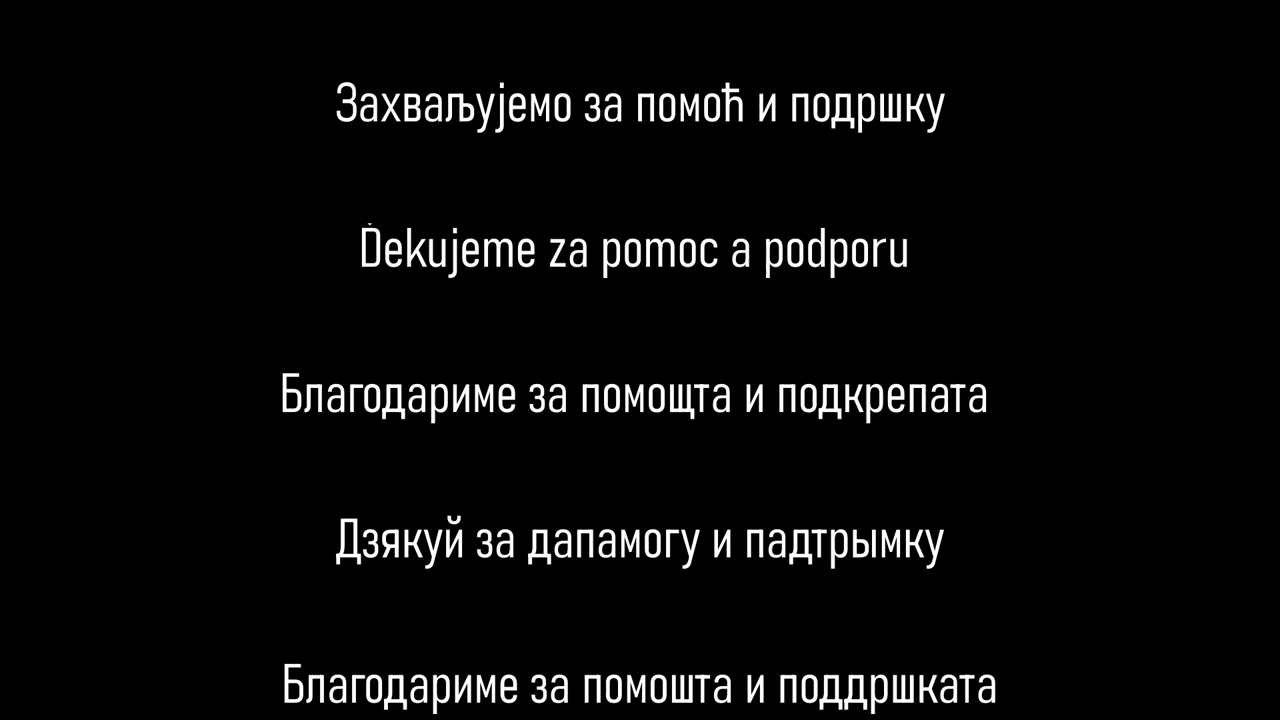 Захваљујемо за помоћ и подршку
Ďekujeme za pomoc a podporu
Благодариме за помощта и подкрепата
Дзякуй за дапамогу и падтрымку
Благодариме за помошта и поддршката